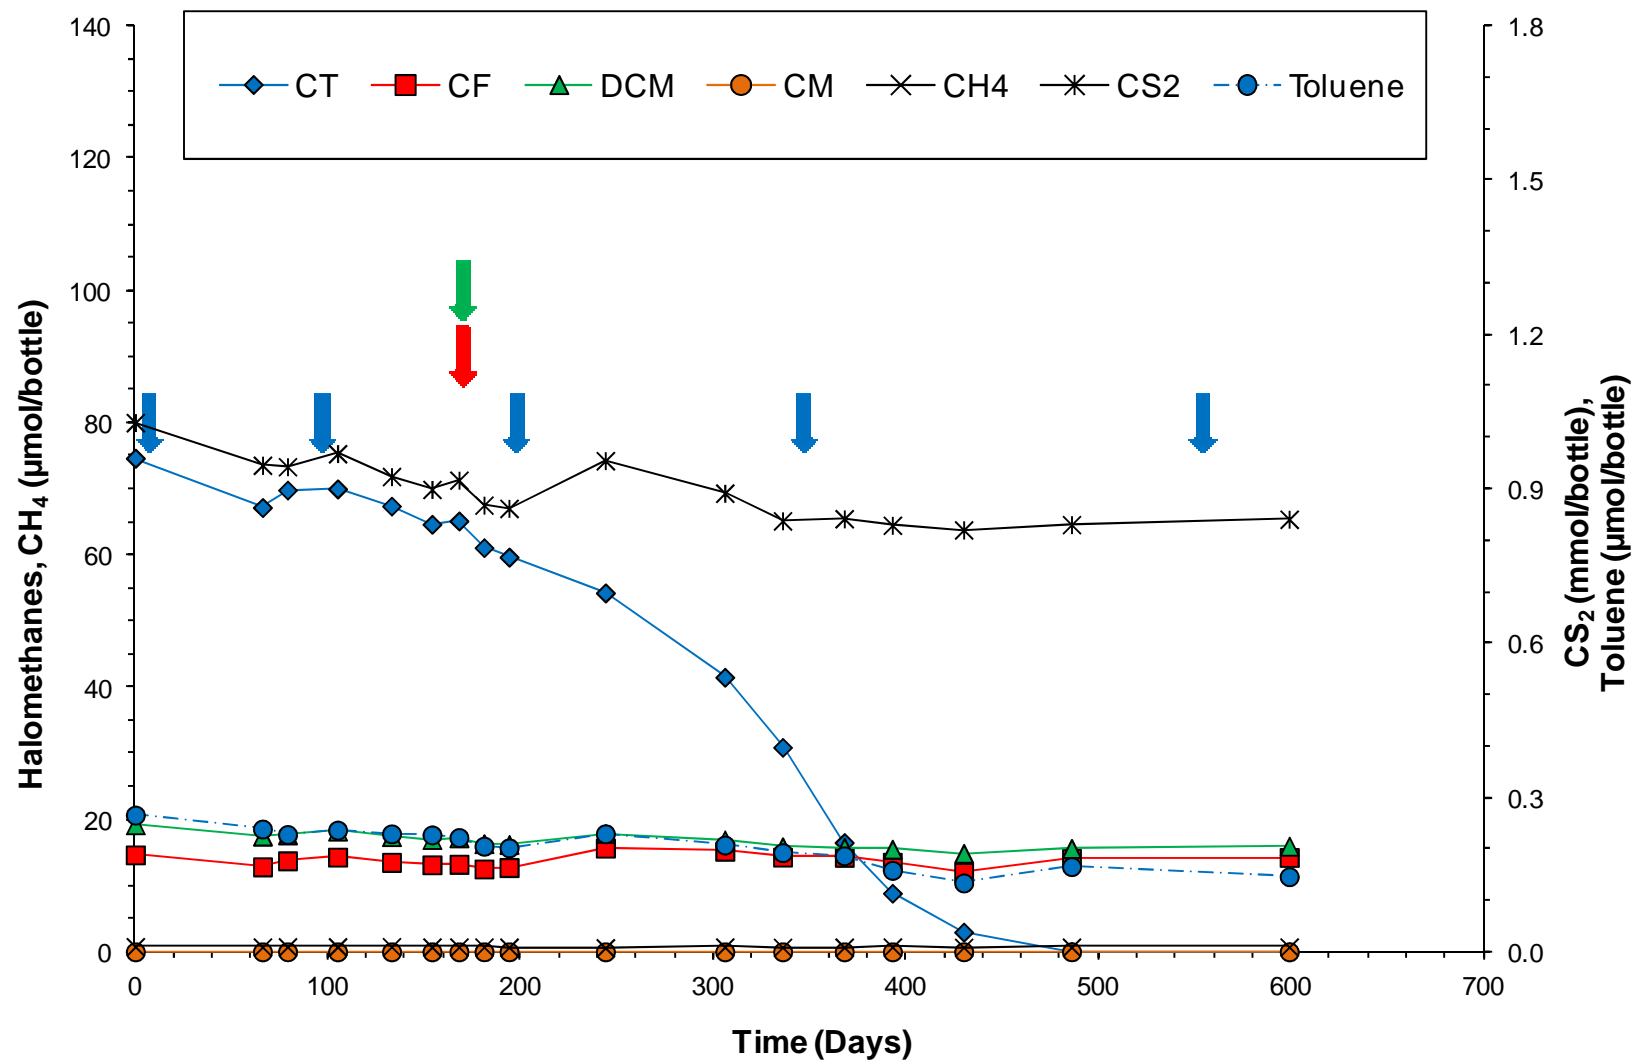 CT CF DCM CM CH4 CS2 Toluene
140
120
100
80
60
40
20
0
1.8
1.5
1.2
0.9
0.6
0.3
0.0
0 100 200 300 400 500 600 700
Time (Days)
Halomethanes, CH₄ (µmol/bottle)
CS₂ (mmol/bottle),
Toluene (µmol/bottle)